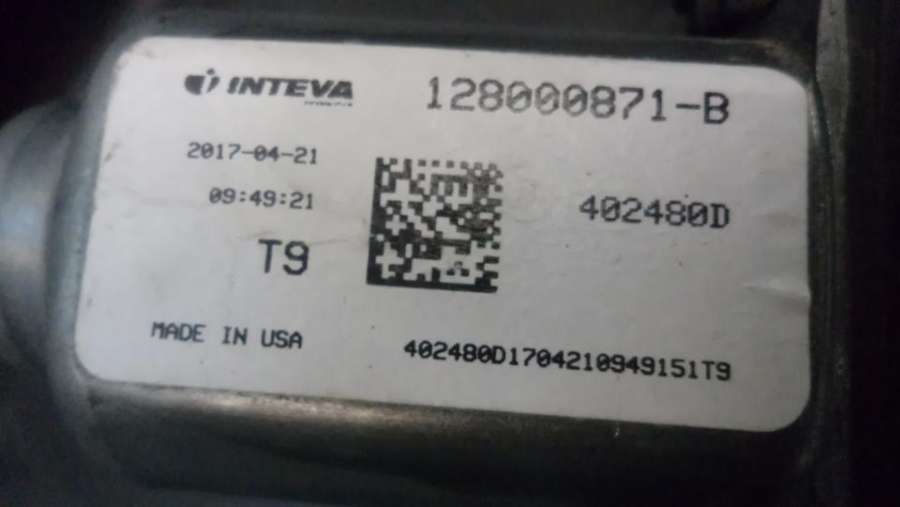 INTEVA
128000871-B
2017-04-21
09:49:21
402480D
T9
MADE IN USA
402480D1704210949151T9